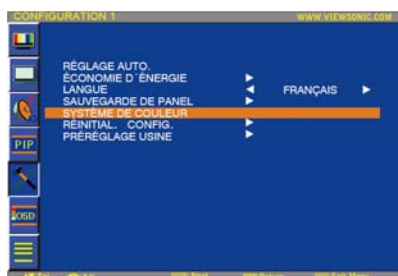 CONFIGURATION 1 WWW.VIEWSONIC.COM
RÉGLAGE AUTO.
ÉCONOMIE D´ÉNERGIE
LANGUE FRANÇAIS
SAUVEGARDE DE PANEL
SYSTÈME DE COULEUR
RÉINITIAL. CONFIG.
PRÉRÉGLAGE USINE
PIP
OSD